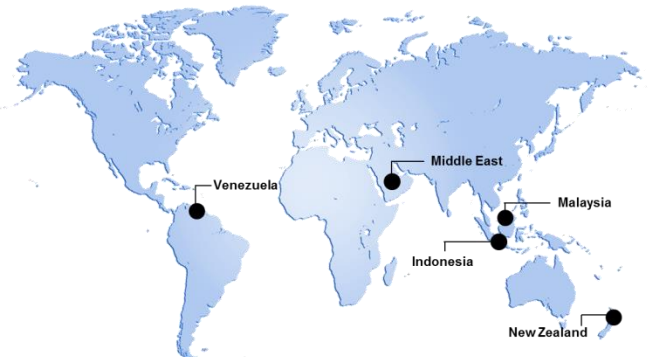 Middle East
Venezuela
Malaysia
Indonesia
New Zealand